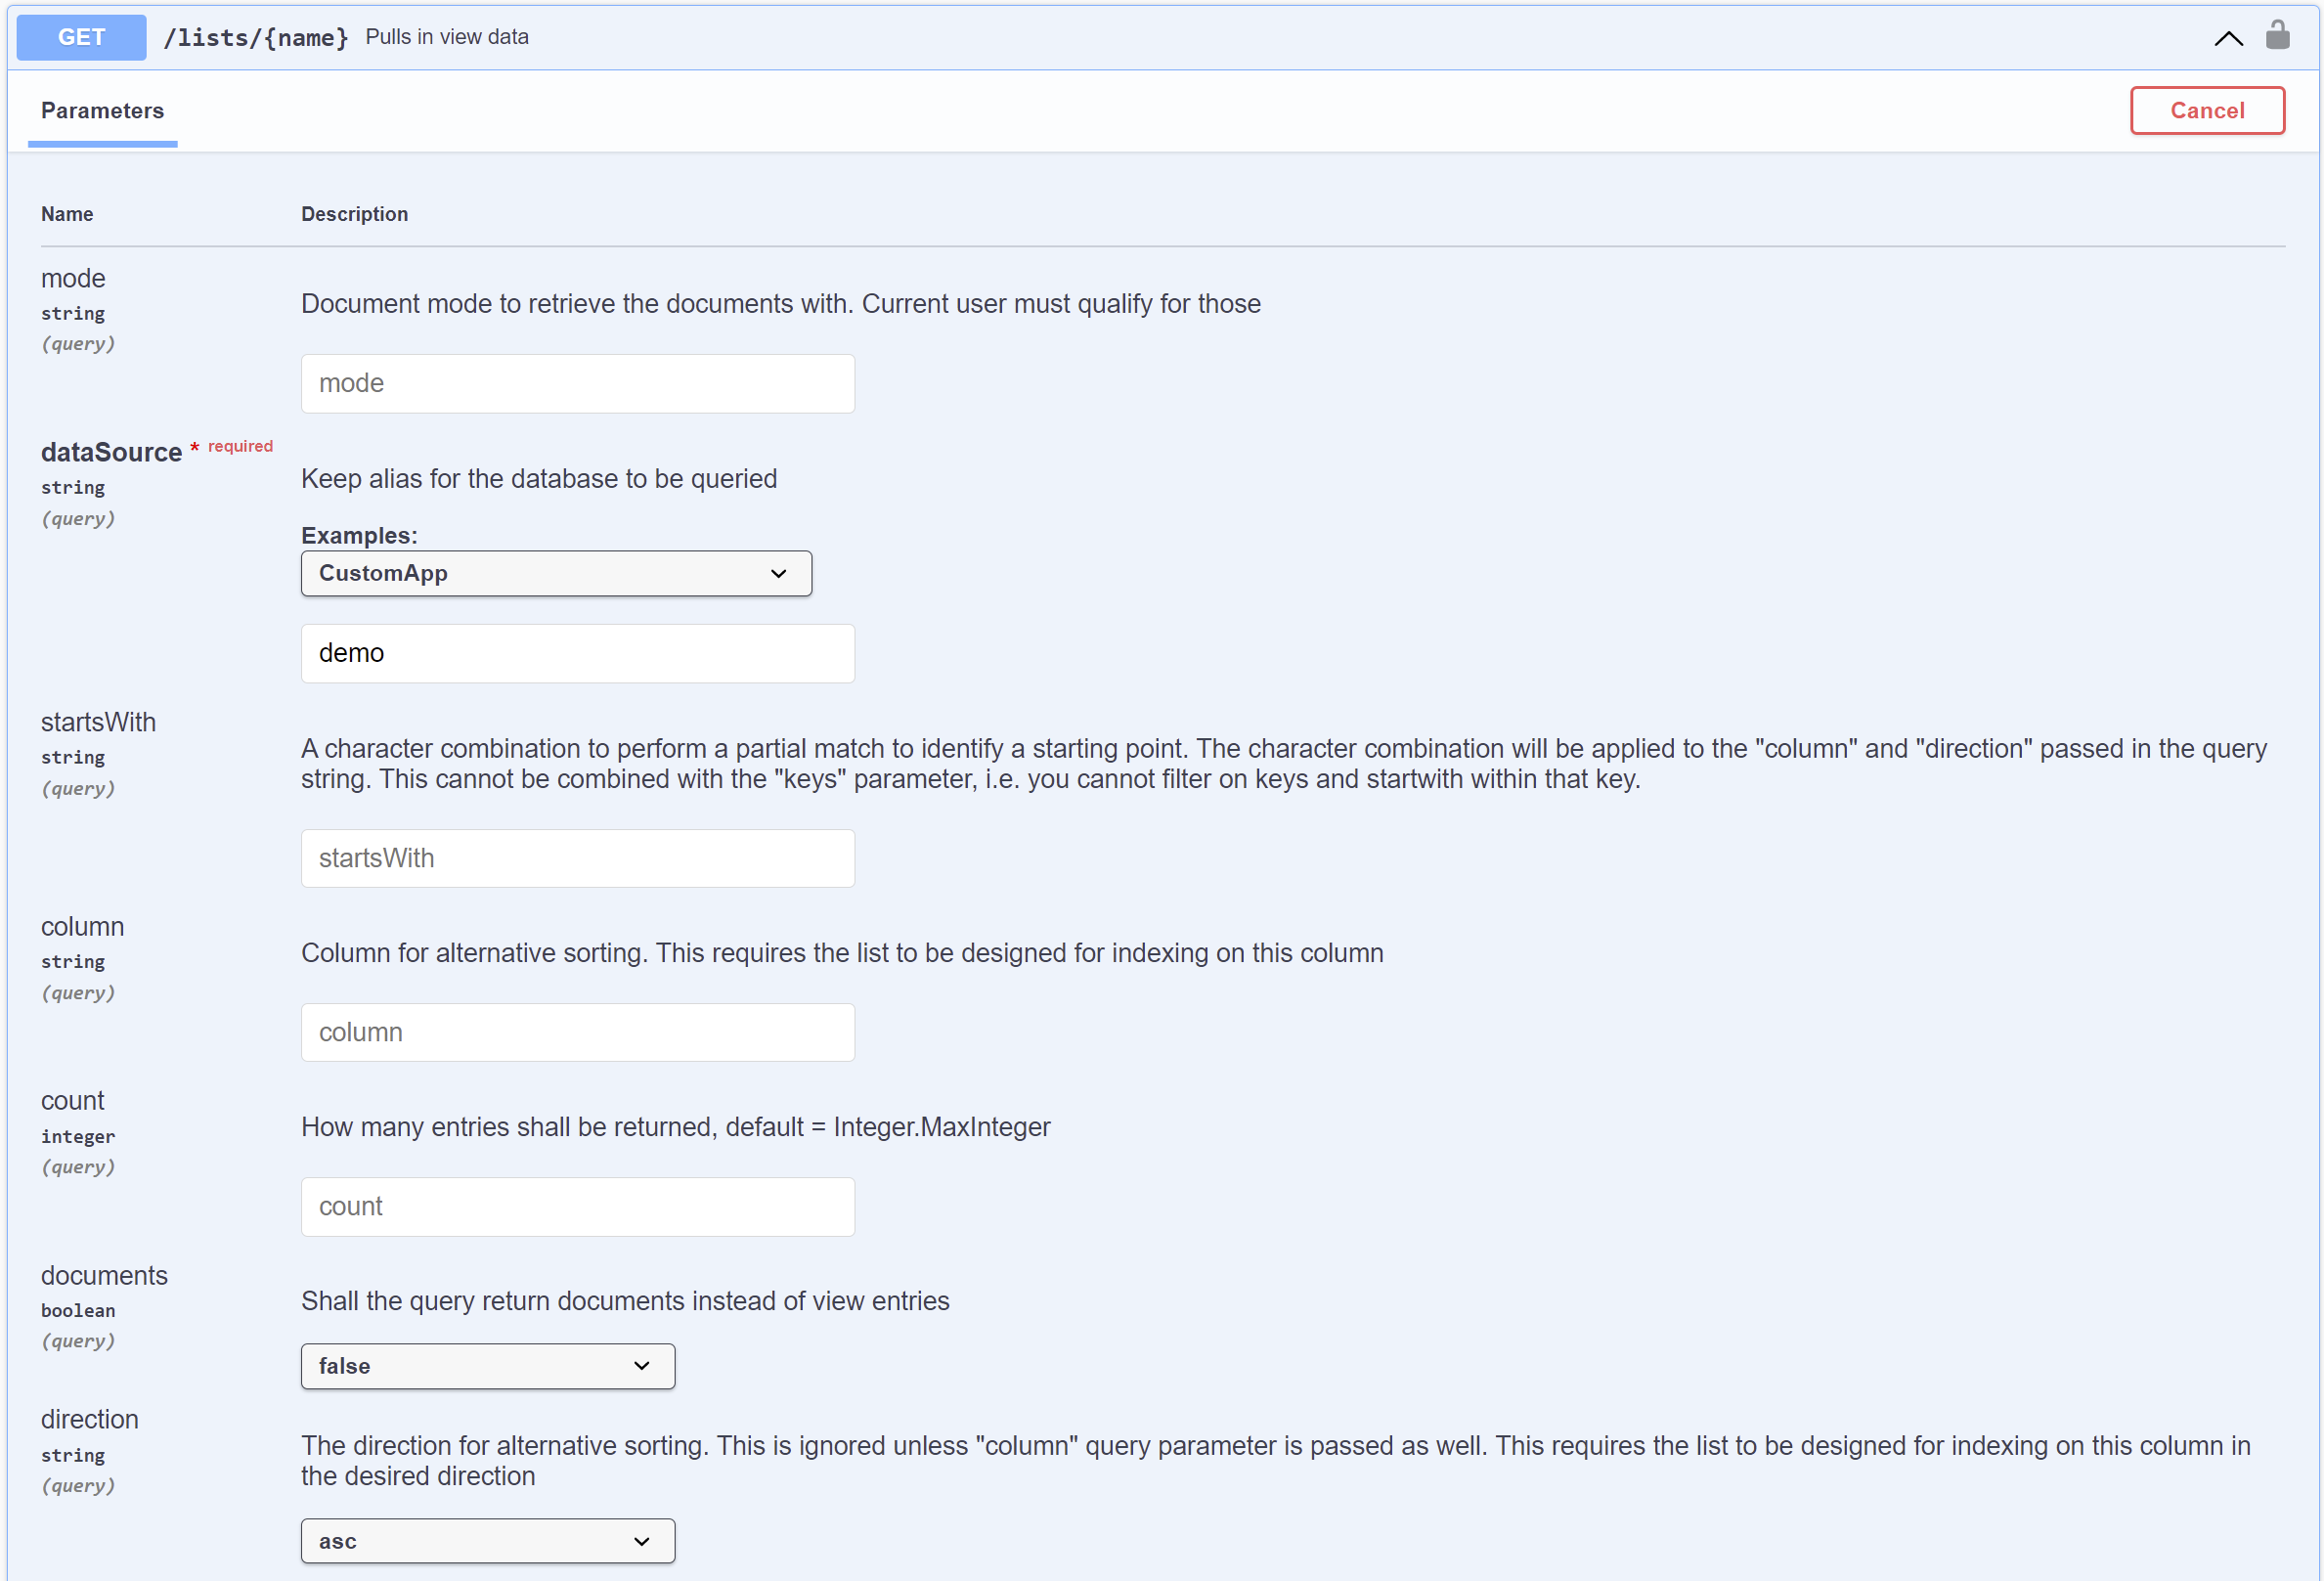 GET /lists/{name} Pulls in view data
Parameters Cancel
Name Description
mode
string
(query)
Document mode to retrieve the documents with. Current user must qualify for those
mode
dataSource * required
string
(query)
Keep alias for the database to be queried
Examples:
CustomApp
demo
startsWith
string
(query)
A character combination to perform a partial match to identify a starting point. The character combination will be applied to the "column" and "direction" passed in the query
string. This cannot be combined with the "keys" parameter, i.e. you cannot filter on keys and startwith within that key.
startsWith
column
string
(query)
Column for alternative sorting. This requires the list to be designed for indexing on this column
column
count
integer
(query)
How many entries shall be returned, default = Integer.MaxInteger
count
documents
boolean
(query)
Shall the query return documents instead of view entries
false
direction
string
(query)
The direction for alternative sorting. This is ignored unless "column" query parameter is passed as well. This requires the list to be designed for indexing on this column in
the desired direction
asc